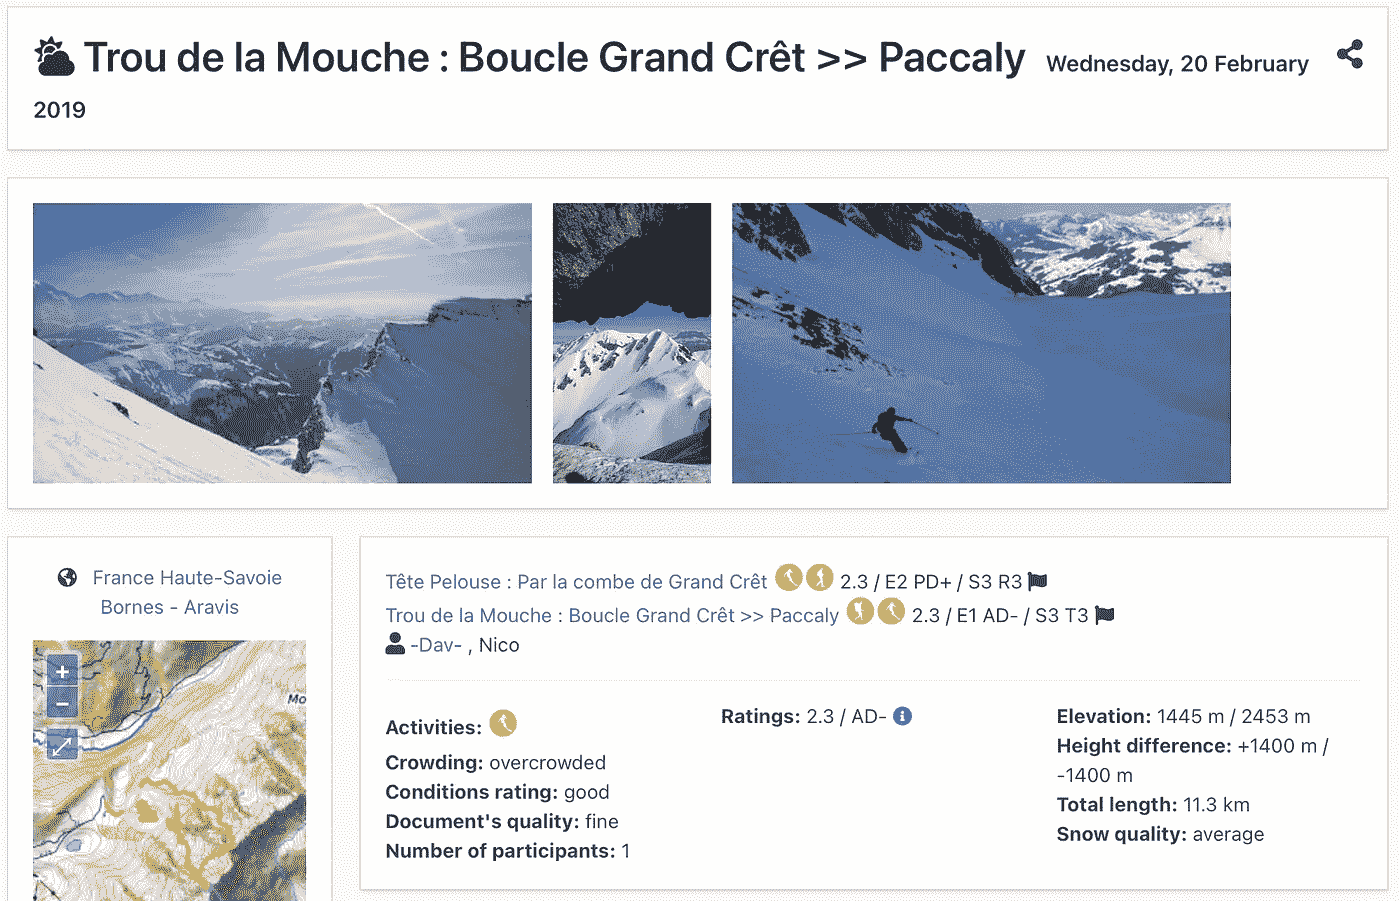 Trou de la Mouche : Boucle Grand Crêt >> Paccaly Wednesday, 20 February
2019
France Haute-Savoie
Bornes - Aravis
+
−
Mo
Tête Pelouse : Par la combe de Grand Crêt 2.3 / E2 PD+ / S3 R3
Trou de la Mouche : Boucle Grand Crêt >> Paccaly 2.3 / E1 AD- / S3 T3
-Dav- , Nico
Activities:
Crowding: overcrowded
Conditions rating: good
Document's quality: fine
Number of participants: 1
Ratings: 2.3 / AD-
Elevation: 1445 m / 2453 m
Height difference: +1400 m /
-1400 m
Total length: 11.3 km
Snow quality: average